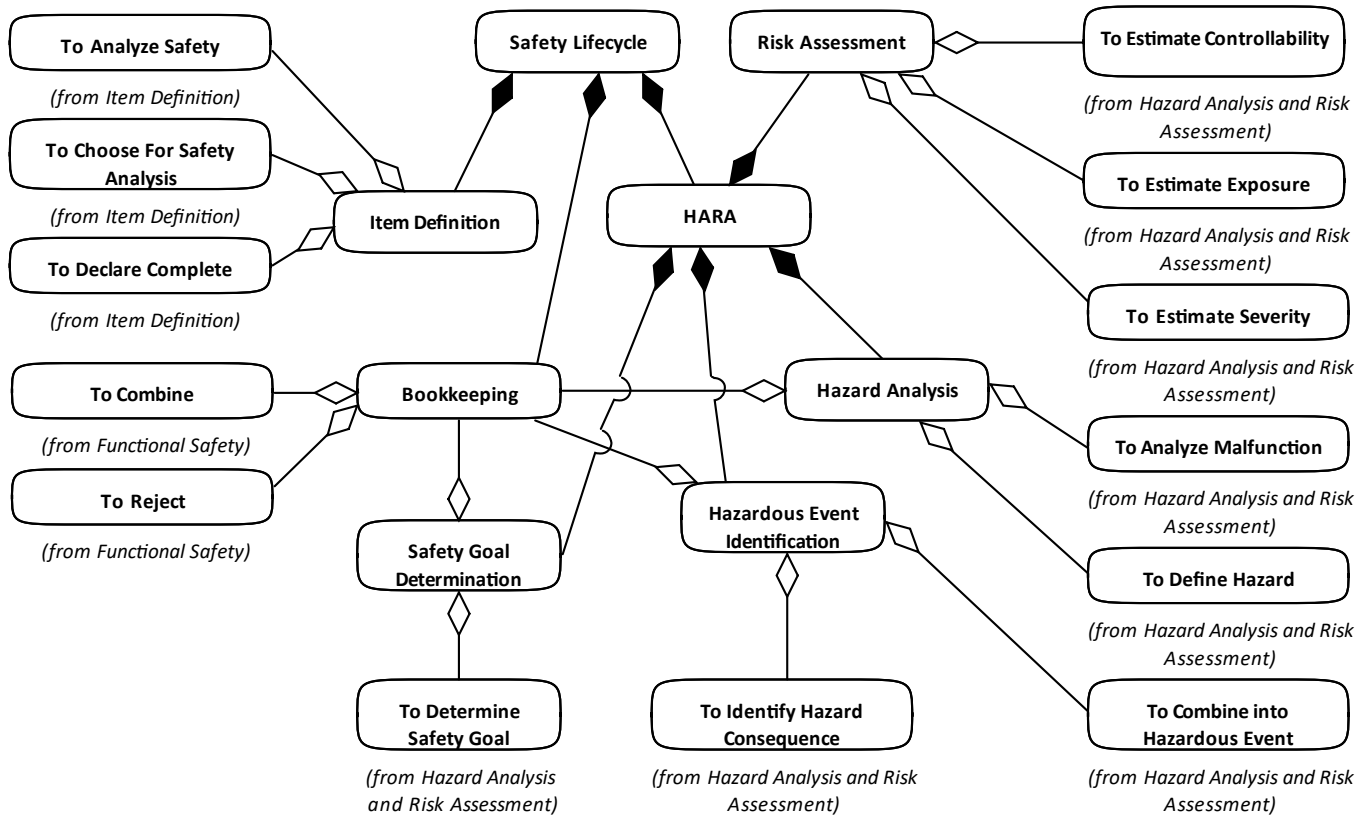 To Analyze Safety
(from Item Definition)
To Choose For Safety
Analysis
(from Item Definition)
To Declare Complete
(from Item Definition)
Safety Lifecycle
Risk Assessment
To Estimate Controllability
(from Hazard Analysis and Risk
Assessment)
To Estimate Exposure
(from Hazard Analysis and Risk
Assessment)
To Estimate Severity
(from Hazard Analysis and Risk
Assessment)
Item Definition
HARA
To Combine
(from Functional Safety)
To Reject
(from Functional Safety)
Bookkeeping
Hazard Analysis
To Analyze Malfunction
(from Hazard Analysis and Risk
Assessment)
Safety Goal
Determination
Hazardous Event
Identification
To Define Hazard
(from Hazard Analysis and Risk
Assessment)
To Determine
Safety Goal
(from Hazard Analysis
and Risk Assessment)
To Identify Hazard
Consequence
(from Hazard Analysis and Risk
Assessment)
To Combine into
Hazardous Event
(from Hazard Analysis and Risk
Assessment)